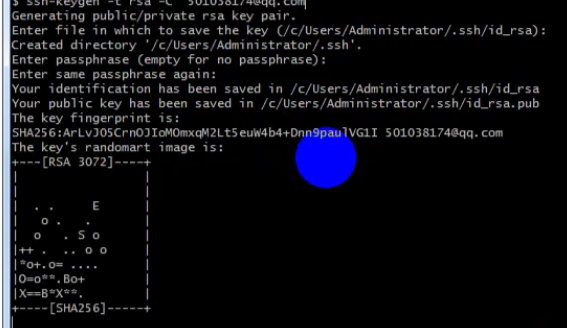 $ ssh-keygen -t rsa -C "501038174@qq.com
Generating public/private rsa key pair.
Enter file in which to save the key (/c/Users/Administrator/.ssh/id_rsa):
Created directory '/c/Users/Administrator/.ssh'.
Enter passphrase (empty for no passphrase):
Enter same passphrase again:
Your identification has been saved in /c/Users/Administrator/.ssh/id_rsa
Your public key has been saved in /c/Users/Administrator/.ssh/id_rsa.pub
The key fingerprint is:
SHA256:ArLvJ05CrnOJIoMOmxqM2Lt5euW4b4+Dnn9paulVG1I 501038174@qq.com
The key's randomart image is:
+---[RSA 3072]----+
|                 |
|                 |
|  . .     E      |
|   o .   .       |
|  o   . S o      |
|++ .  .. o o     |
|*o+.o= ....      |
|O=o**.Bo+        |
|X==B*X**.        |
+----[SHA256]-----+